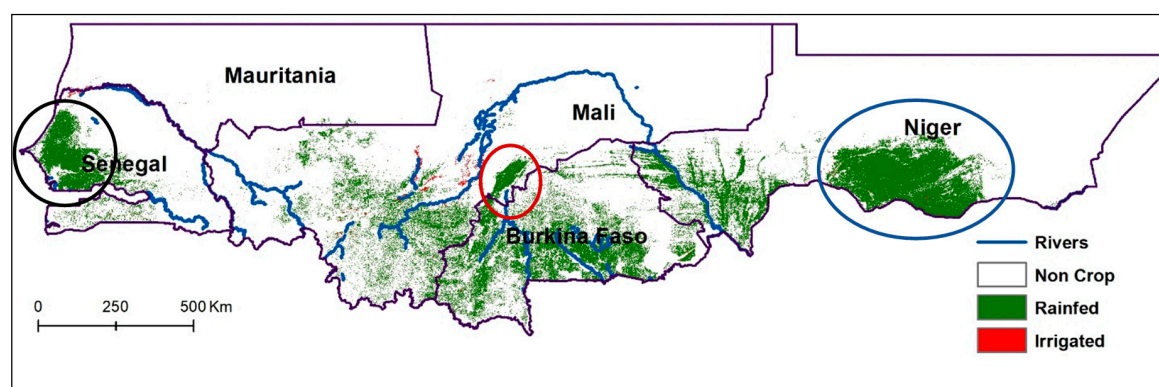 Mauritania
Mali
Niger
Senegal
Burkina Faso
Rivers
Non Crop
Rainfed
Irrigated
0 250 500 Km